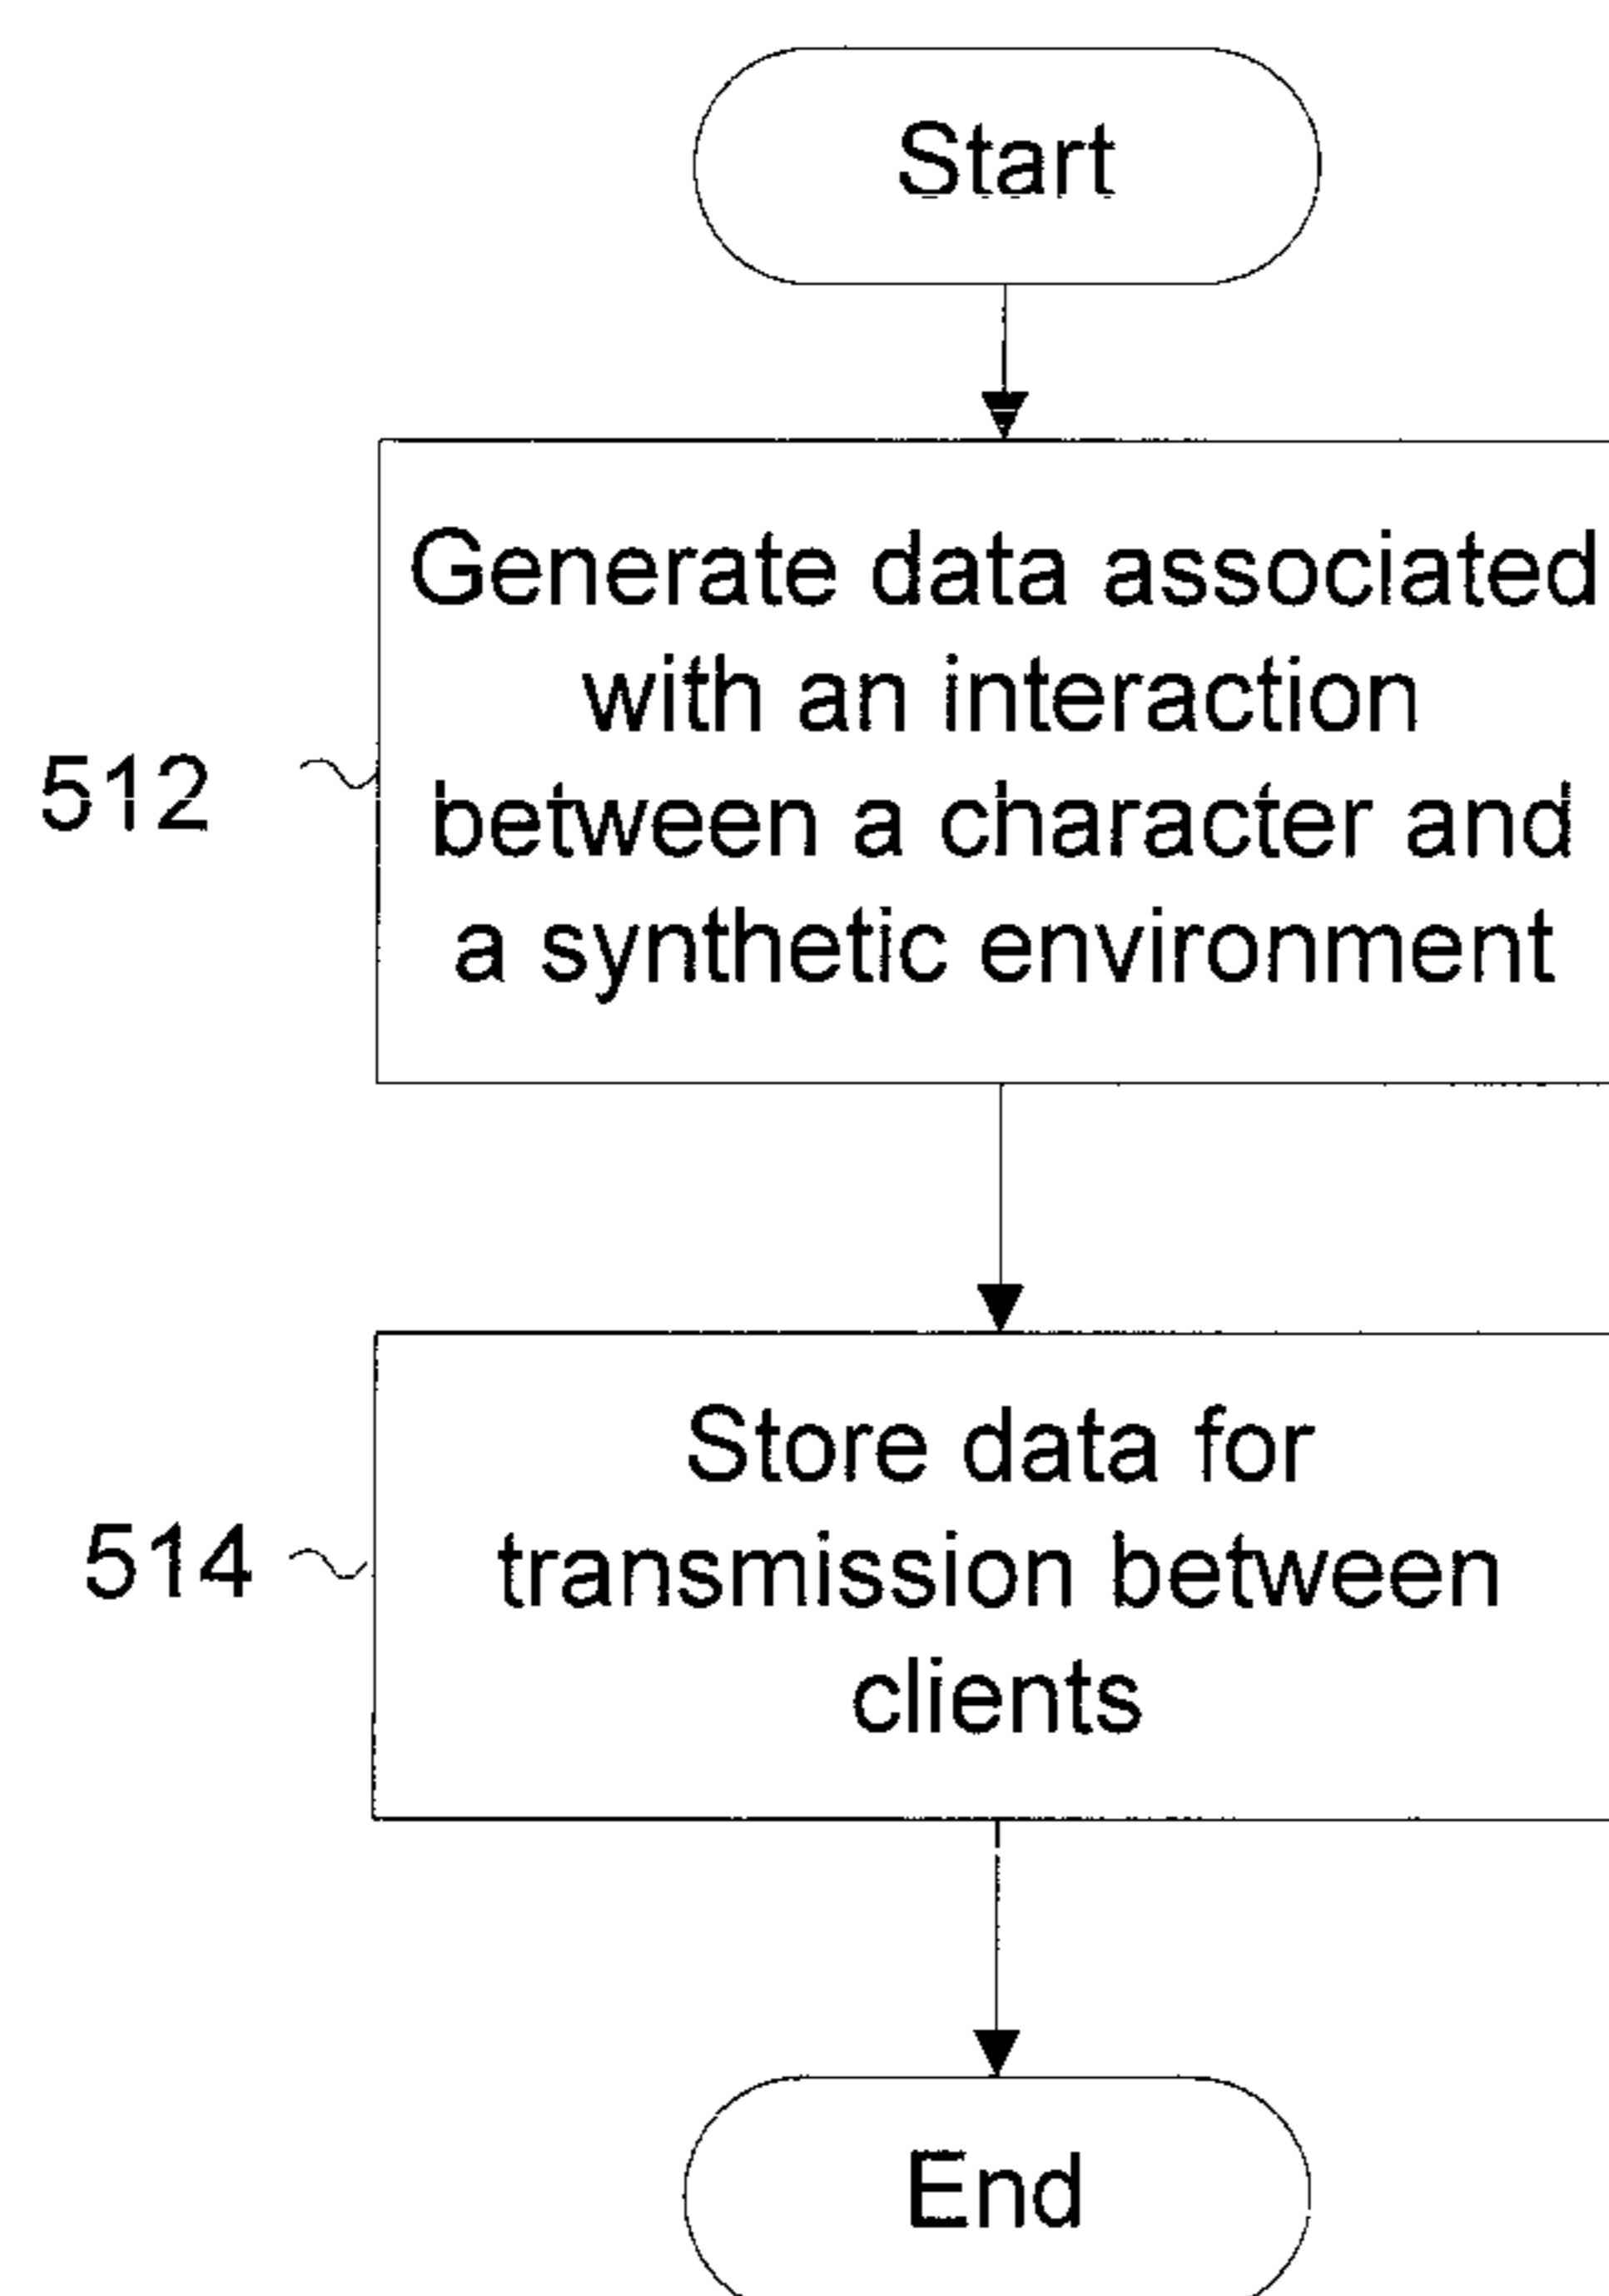 Start
Generate data associated
with an interaction
between a character and
a synthetic environment
512
Store data for
transmission between
clients
514
End